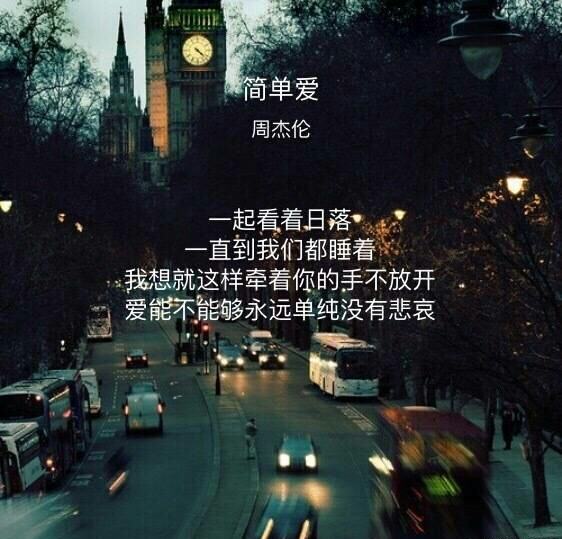 简单爱
周杰伦
一起看着日落
一直到我们都睡着
我想就这样牵着你的手不放开
爱能不能够永远单纯没有悲哀